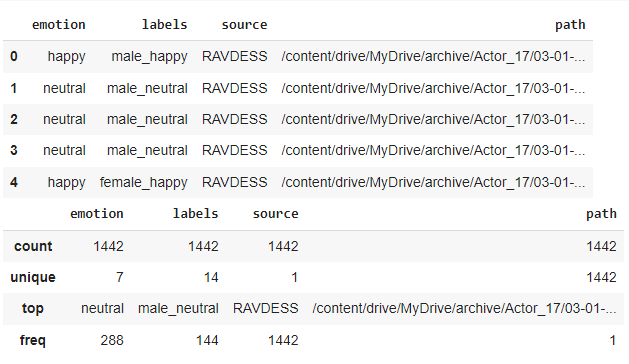 emotion labels source path
0 happy male_happy RAVDESS /content/drive/MyDrive/archive/Actor_17/03-01-...
1 neutral male_neutral RAVDESS /content/drive/MyDrive/archive/Actor_17/03-01-...
2 neutral male_neutral RAVDESS /content/drive/MyDrive/archive/Actor_17/03-01-...
3 neutral male_neutral RAVDESS /content/drive/MyDrive/archive/Actor_17/03-01-...
4 happy female_happy RAVDESS /content/drive/MyDrive/archive/Actor_17/03-01-...
emotion labels source path
count 1442 1442 1442 1442
unique 7 14 1 1442
top neutral male_neutral RAVDESS /content/drive/MyDrive/archive/Actor_17/03-01-...
freq 288 144 1442 1